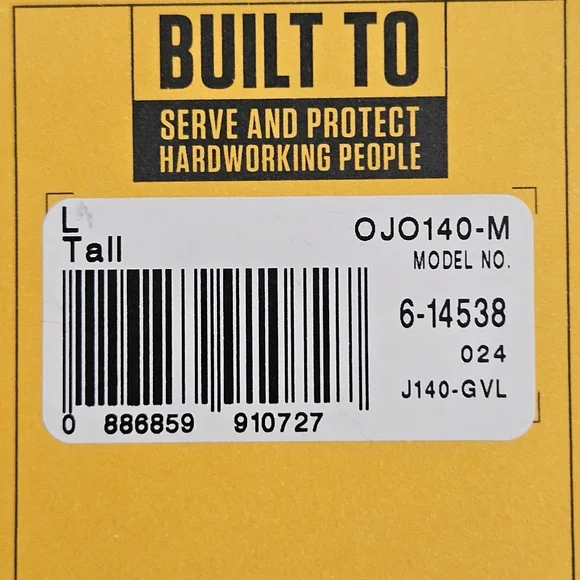 BUILT TO
SERVE AND PROTECT
HARDWORKING PEOPLE
L
Tall
OJO140-M
MODEL NO.
6-14538
024
J140-GVL
0 886859 910727